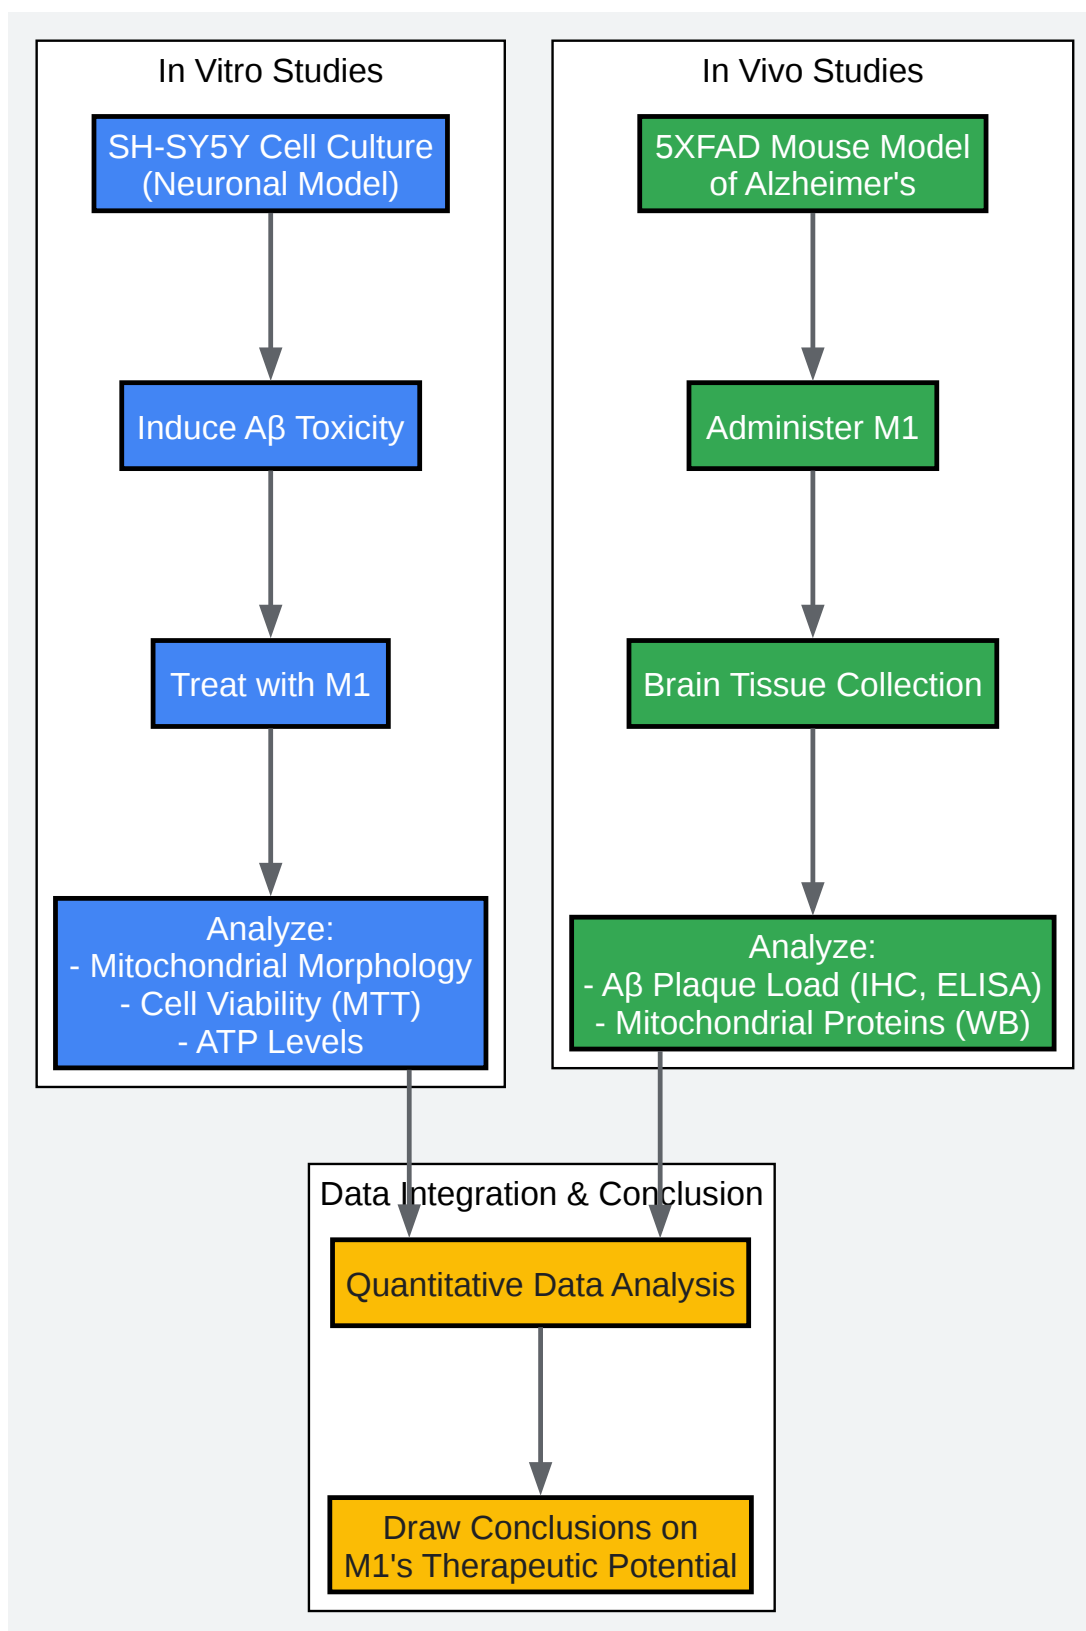 In Vitro Studies
SH-SY5Y Cell Culture
(Neuronal Model)
Induce Aβ Toxicity
Treat with M1
Analyze:
- Mitochondrial Morphology
- Cell Viability (MTT)
- ATP Levels
In Vivo Studies
5XFAD Mouse Model
of Alzheimer's
Administer M1
Brain Tissue Collection
Analyze:
- Aβ Plaque Load (IHC, ELISA)
- Mitochondrial Proteins (WB)
Data Integration & Conclusion
Quantitative Data Analysis
Draw Conclusions on
M1's Therapeutic Potential